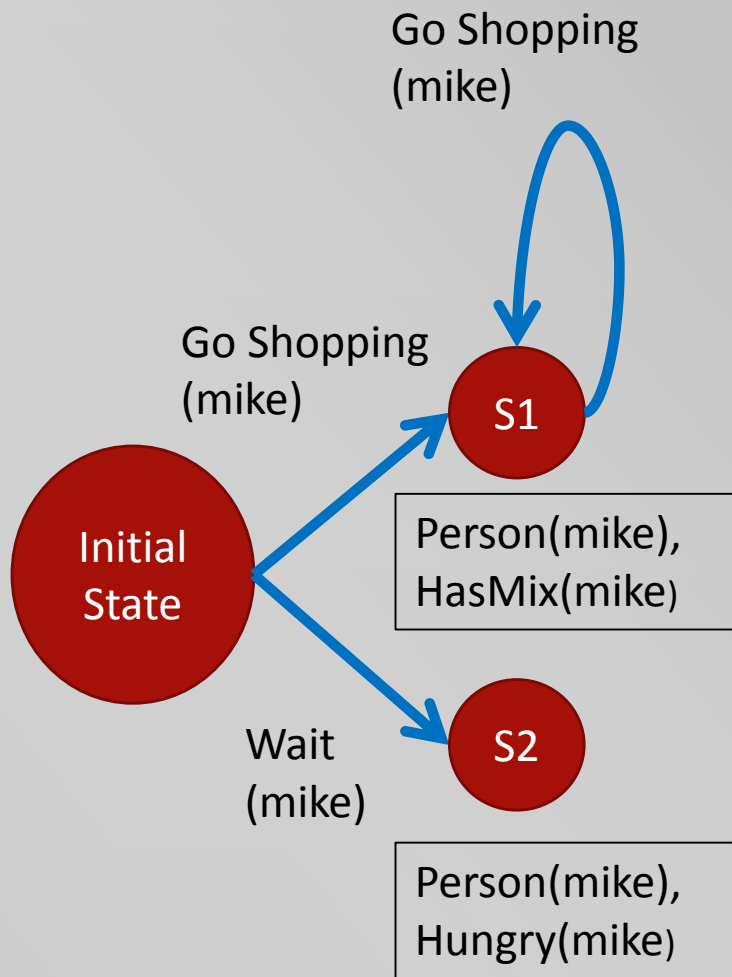 Go Shopping
(mike)
Go Shopping
(mike)
S1
Person(mike),
HasMix(mike)
Initial
State
S2
Wait
(mike)
Person(mike),
Hungry(mike)